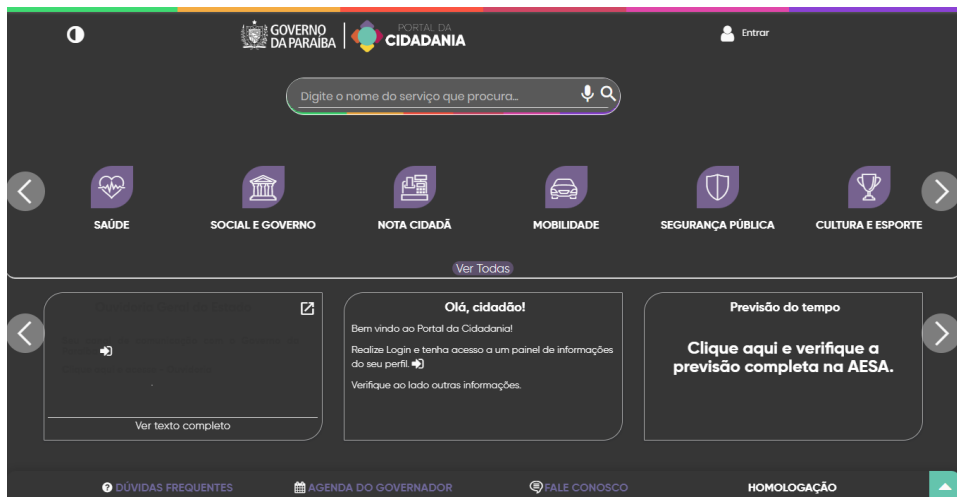 GOVERNO
DA PARAÍBA
PORTAL DA
CIDADANIA
Entrar
Digite o nome do serviço que procura...
SAÚDE
SOCIAL E GOVERNO
NOTA CIDADÃ
MOBILIDADE
SEGURANÇA PÚBLICA
CULTURA E ESPORTE
Ver Todas
Ver texto completo
Olá, cidadão!
Bem vindo ao Portal da Cidadania!
Realize Login e tenha acesso a um painel de informações
do seu perfil.
Verifique ao lado outras informações.
Previsão do tempo
Clique aqui e verifique a
previsão completa na AESA.
DÚVIDAS FREQUENTES
AGENDA DO GOVERNADOR
FALE CONOSCO
HOMOLOGAÇÃO